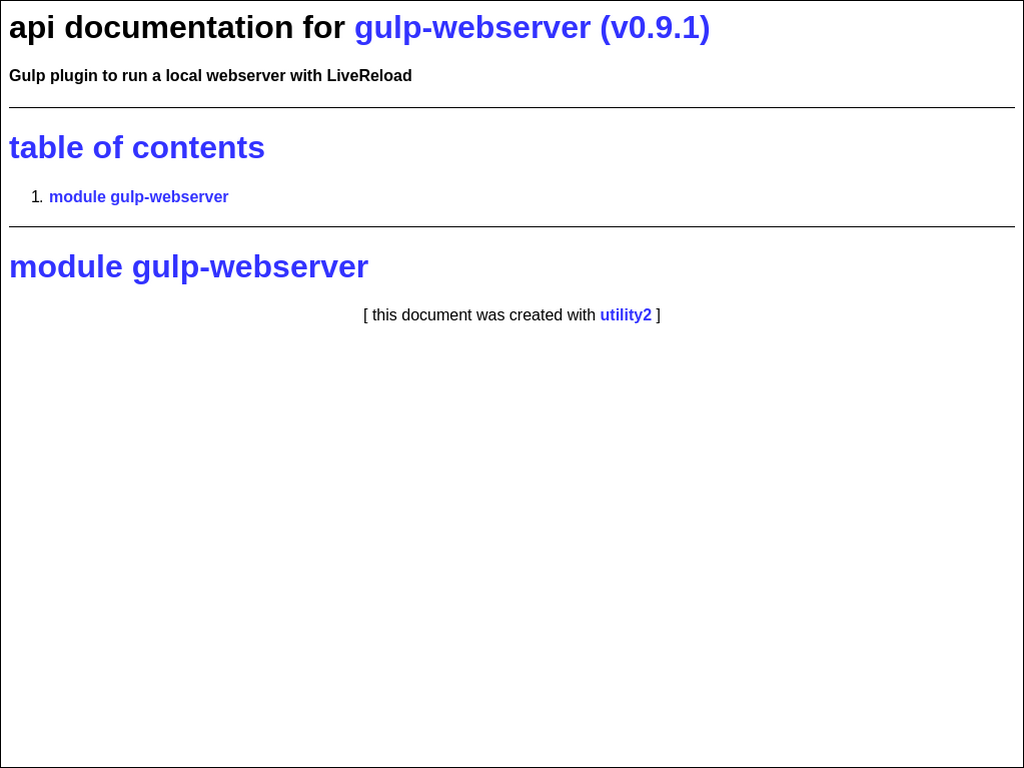 api documentation for gulp-webserver (v0.9.1)
Gulp plugin to run a local webserver with LiveReload
table of contents
1. module gulp-webserver
module gulp-webserver
[ this document was created with utility2 ]